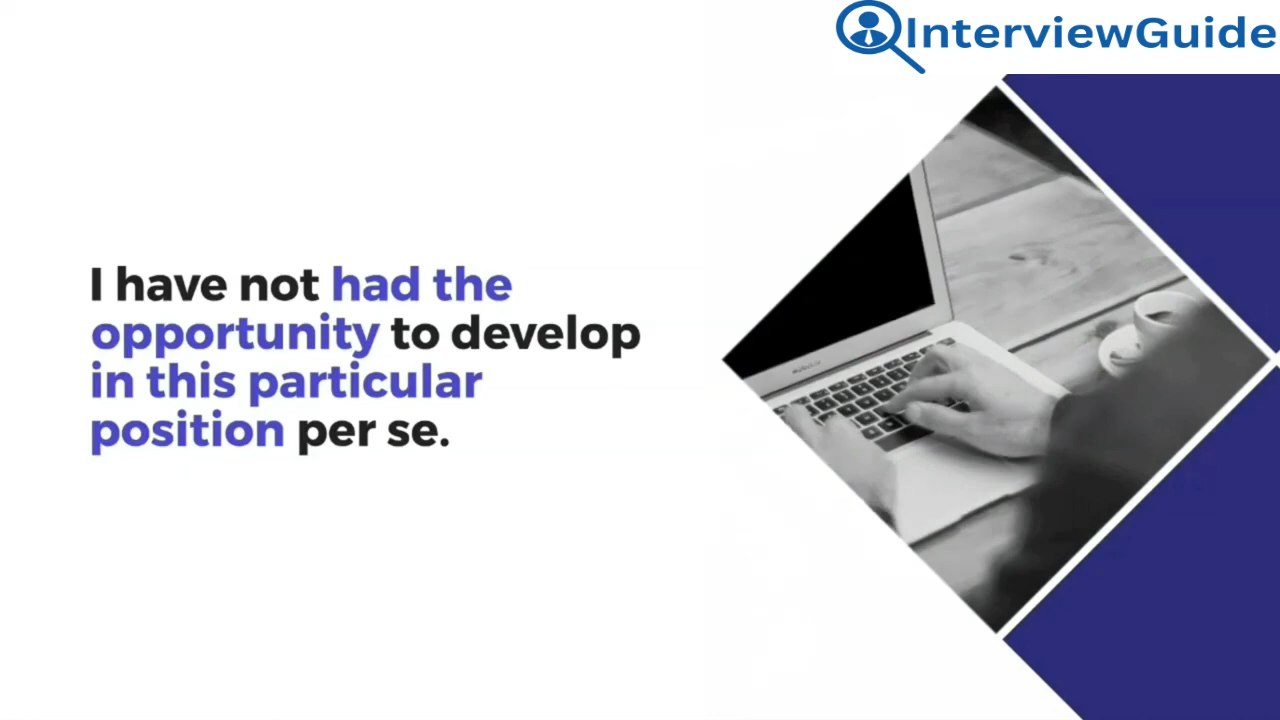 InterviewGuide
I have not had the
opportunity to develop
in this particular
position per se.